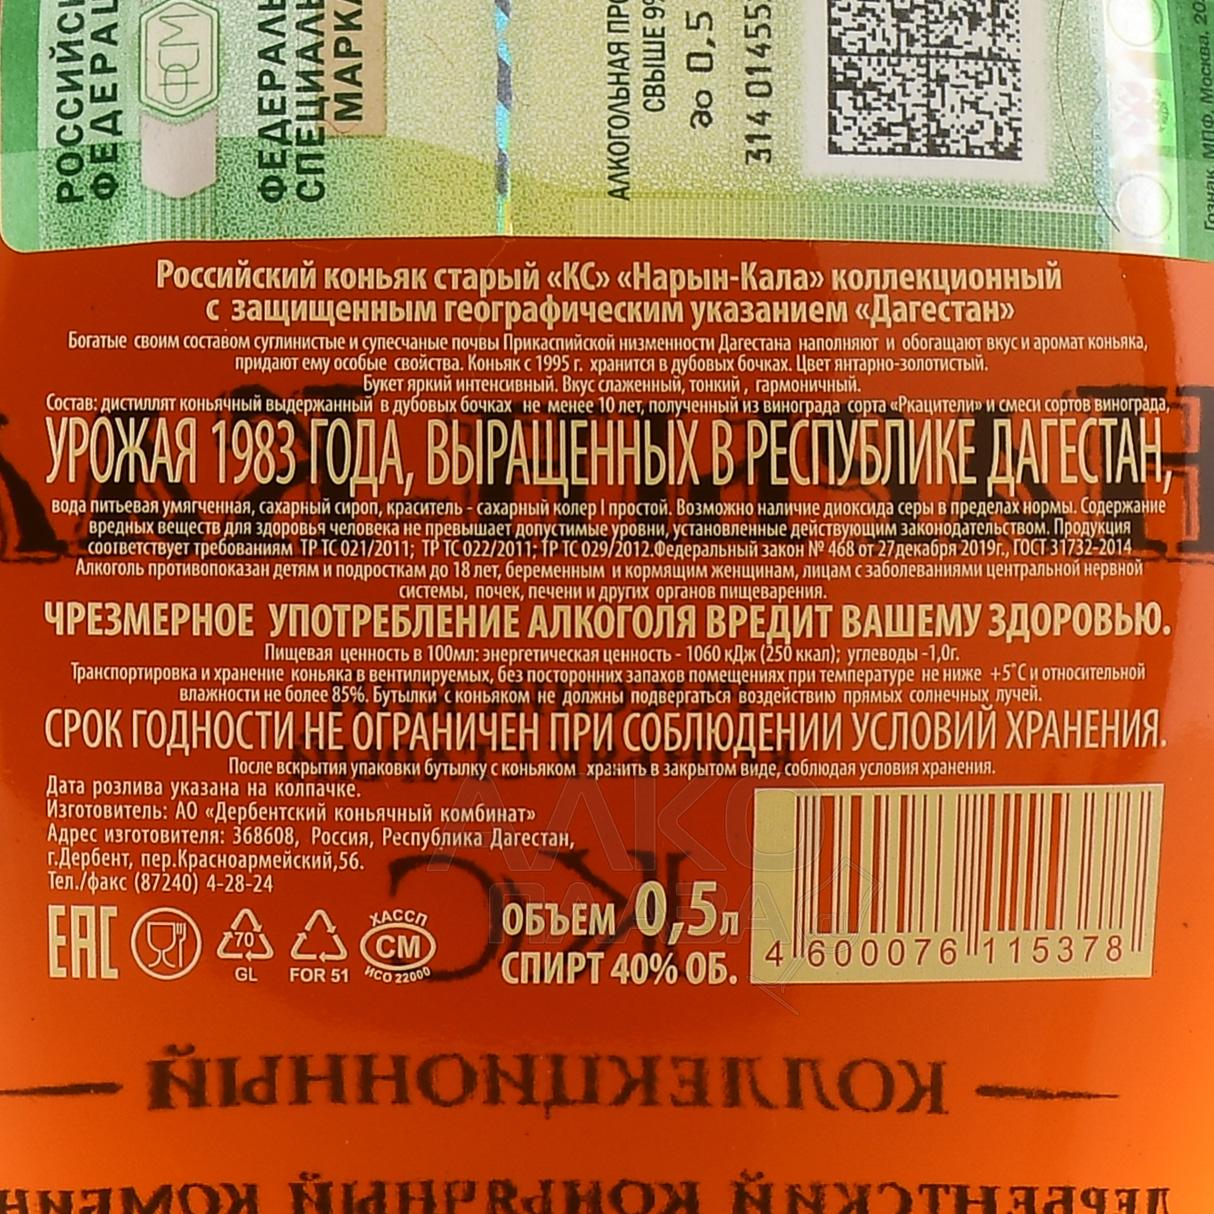 РОССИЙСК
ФЕДЕРАЦ
ФСМ
ФЕДЕРАЛЬ
СПЕЦИАЛЬ
МАРКА
АЛКОГОЛЬНАЯ ПРО
СВЫШЕ 9%
до 0,5
314 014557
Российский коньяк старый «КС» «Нарын-Кала» коллекционный
с защищенным географическим указанием «Дагестан»
Богатые своим составом суглинистые и супесчаные почвы Прикаспийской низменности Дагестана наполняют и обогащают вкус и аромат коньяка,
придают ему особые свойства. Коньяк с 1995 г. хранится в дубовых бочках. Цвет янтарно-золотистый.
Букет яркий интенсивный. Вкус слаженный, тонкий , гармоничный.
Состав: дистиллят коньячный выдержанный в дубовых бочках не менее 10 лет, полученный из винограда сорта «Ркацители» и смеси сортов винограда,
УРОЖАЯ 1983 ГОДА, ВЫРАЩЕННЫХ В РЕСПУБЛИКЕ ДАГЕСТАН,
вода питьевая умягченная, сахарный сироп, краситель - сахарный колер I простой. Возможно наличие диоксида серы в пределах нормы. Содержание
вредных веществ для здоровья человека не превышает допустимые уровни, установленные действующим законодательством. Продукция
соответствует требованиям ТР ТС 021/2011; ТР ТС 022/2011; ТР ТС 029/2012.Федеральный закон № 468 от 27декабря 2019г., ГОСТ 31732-2014
Алкоголь противопоказан детям и подросткам до 18 лет, беременным и кормящим женщинам, лицам с заболеваниями центральной нервной
системы, почек, печени и других органов пищеварения.
ЧРЕЗМЕРНОЕ УПОТРЕБЛЕНИЕ АЛКОГОЛЯ ВРЕДИТ ВАШЕМУ ЗДОРОВЬЮ.
Пищевая ценность в 100мл: энергетическая ценность - 1060 кДж (250 ккал); углеводы -1,0г.
Транспортировка и хранение коньяка в вентилируемых, без посторонних запахов помещениях при температуре не ниже +5˚С и относительной
влажности не более 85%. Бутылки с коньяком не должны подвергаться воздействию прямых солнечных лучей.
СРОК ГОДНОСТИ НЕ ОГРАНИЧЕН ПРИ СОБЛЮДЕНИИ УСЛОВИЙ ХРАНЕНИЯ.
После вскрытия упаковки бутылку с коньяком хранить в закрытом виде, соблюдая условия хранения.
Дата розлива указана на колпачке.
Изготовитель: АО «Дербентский коньячный комбинат»
Адрес изготовителя: 368608, Россия, Республика Дагестан,
г.Дербент, пер.Красноармейский,56.
Тел./факс (87240) 4-28-24
ЕАС
70
GL
FOR 51
ХАССП
СМ
ИСО 22000
ОБЪЕМ 0,5л
СПИРТ 40% ОБ.
4 600076 115378
КС
КОЛЛЕКЦИОННЫЙ
ДЕРБЕНТСКИЙ КОНЬЯЧНЫЙ КОМБИН